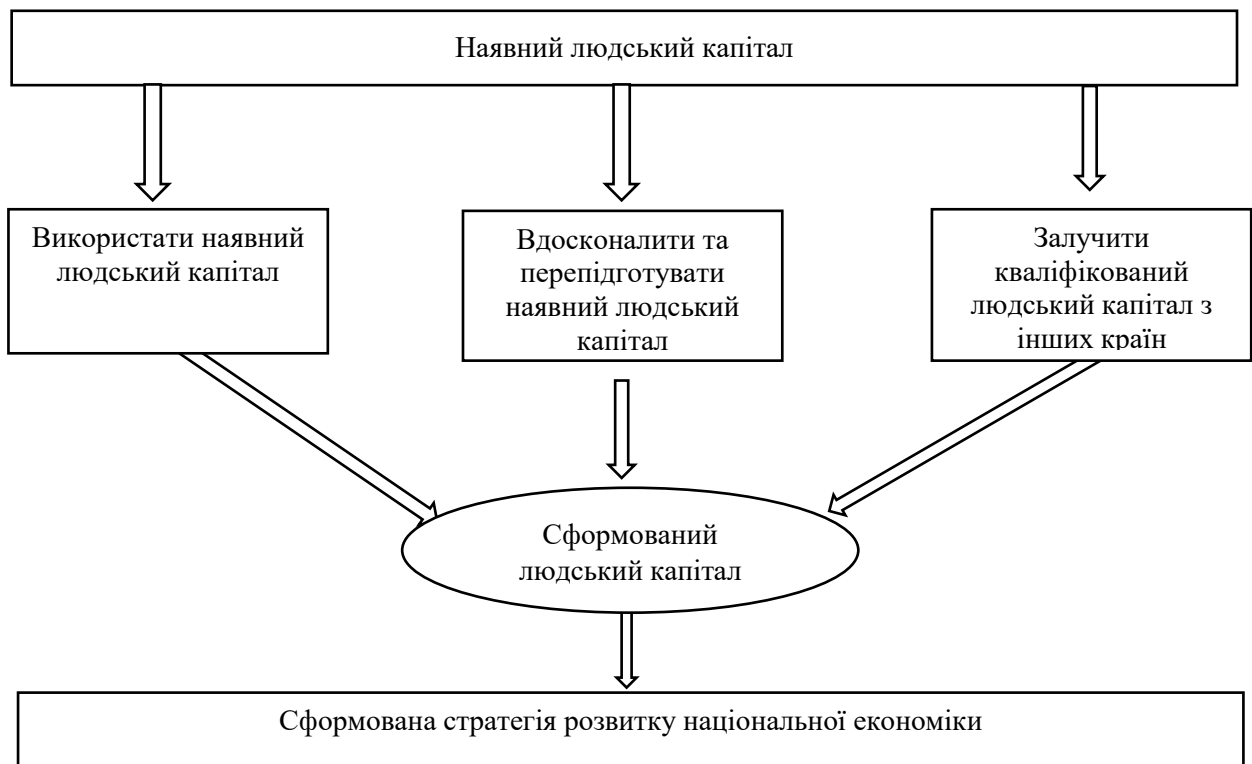 Наявний людський капітал
Використати наявний
людський капітал
Вдосконалити та
перепідготувати
наявний людський
капітал
Залучити
кваліфікований
людський капітал з
інших країн
Сформований
людський капітал
Сформована стратегія розвитку національної економіки